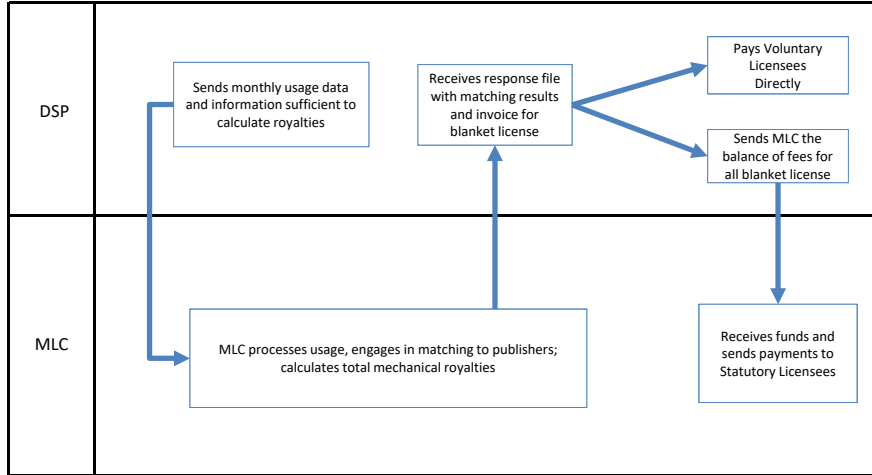 DSP
Sends monthly usage data
and information sufficient to
calculate royalties
Receives response file
with matching results
and invoice for
blanket license
Pays Voluntary
Licensees
Directly
Sends MLC the
balance of fees for
all blanket license
MLC
MLC processes usage, engages in matching to publishers;
calculates total mechanical royalties
Receives funds and
sends payments to
Statutory Licensees